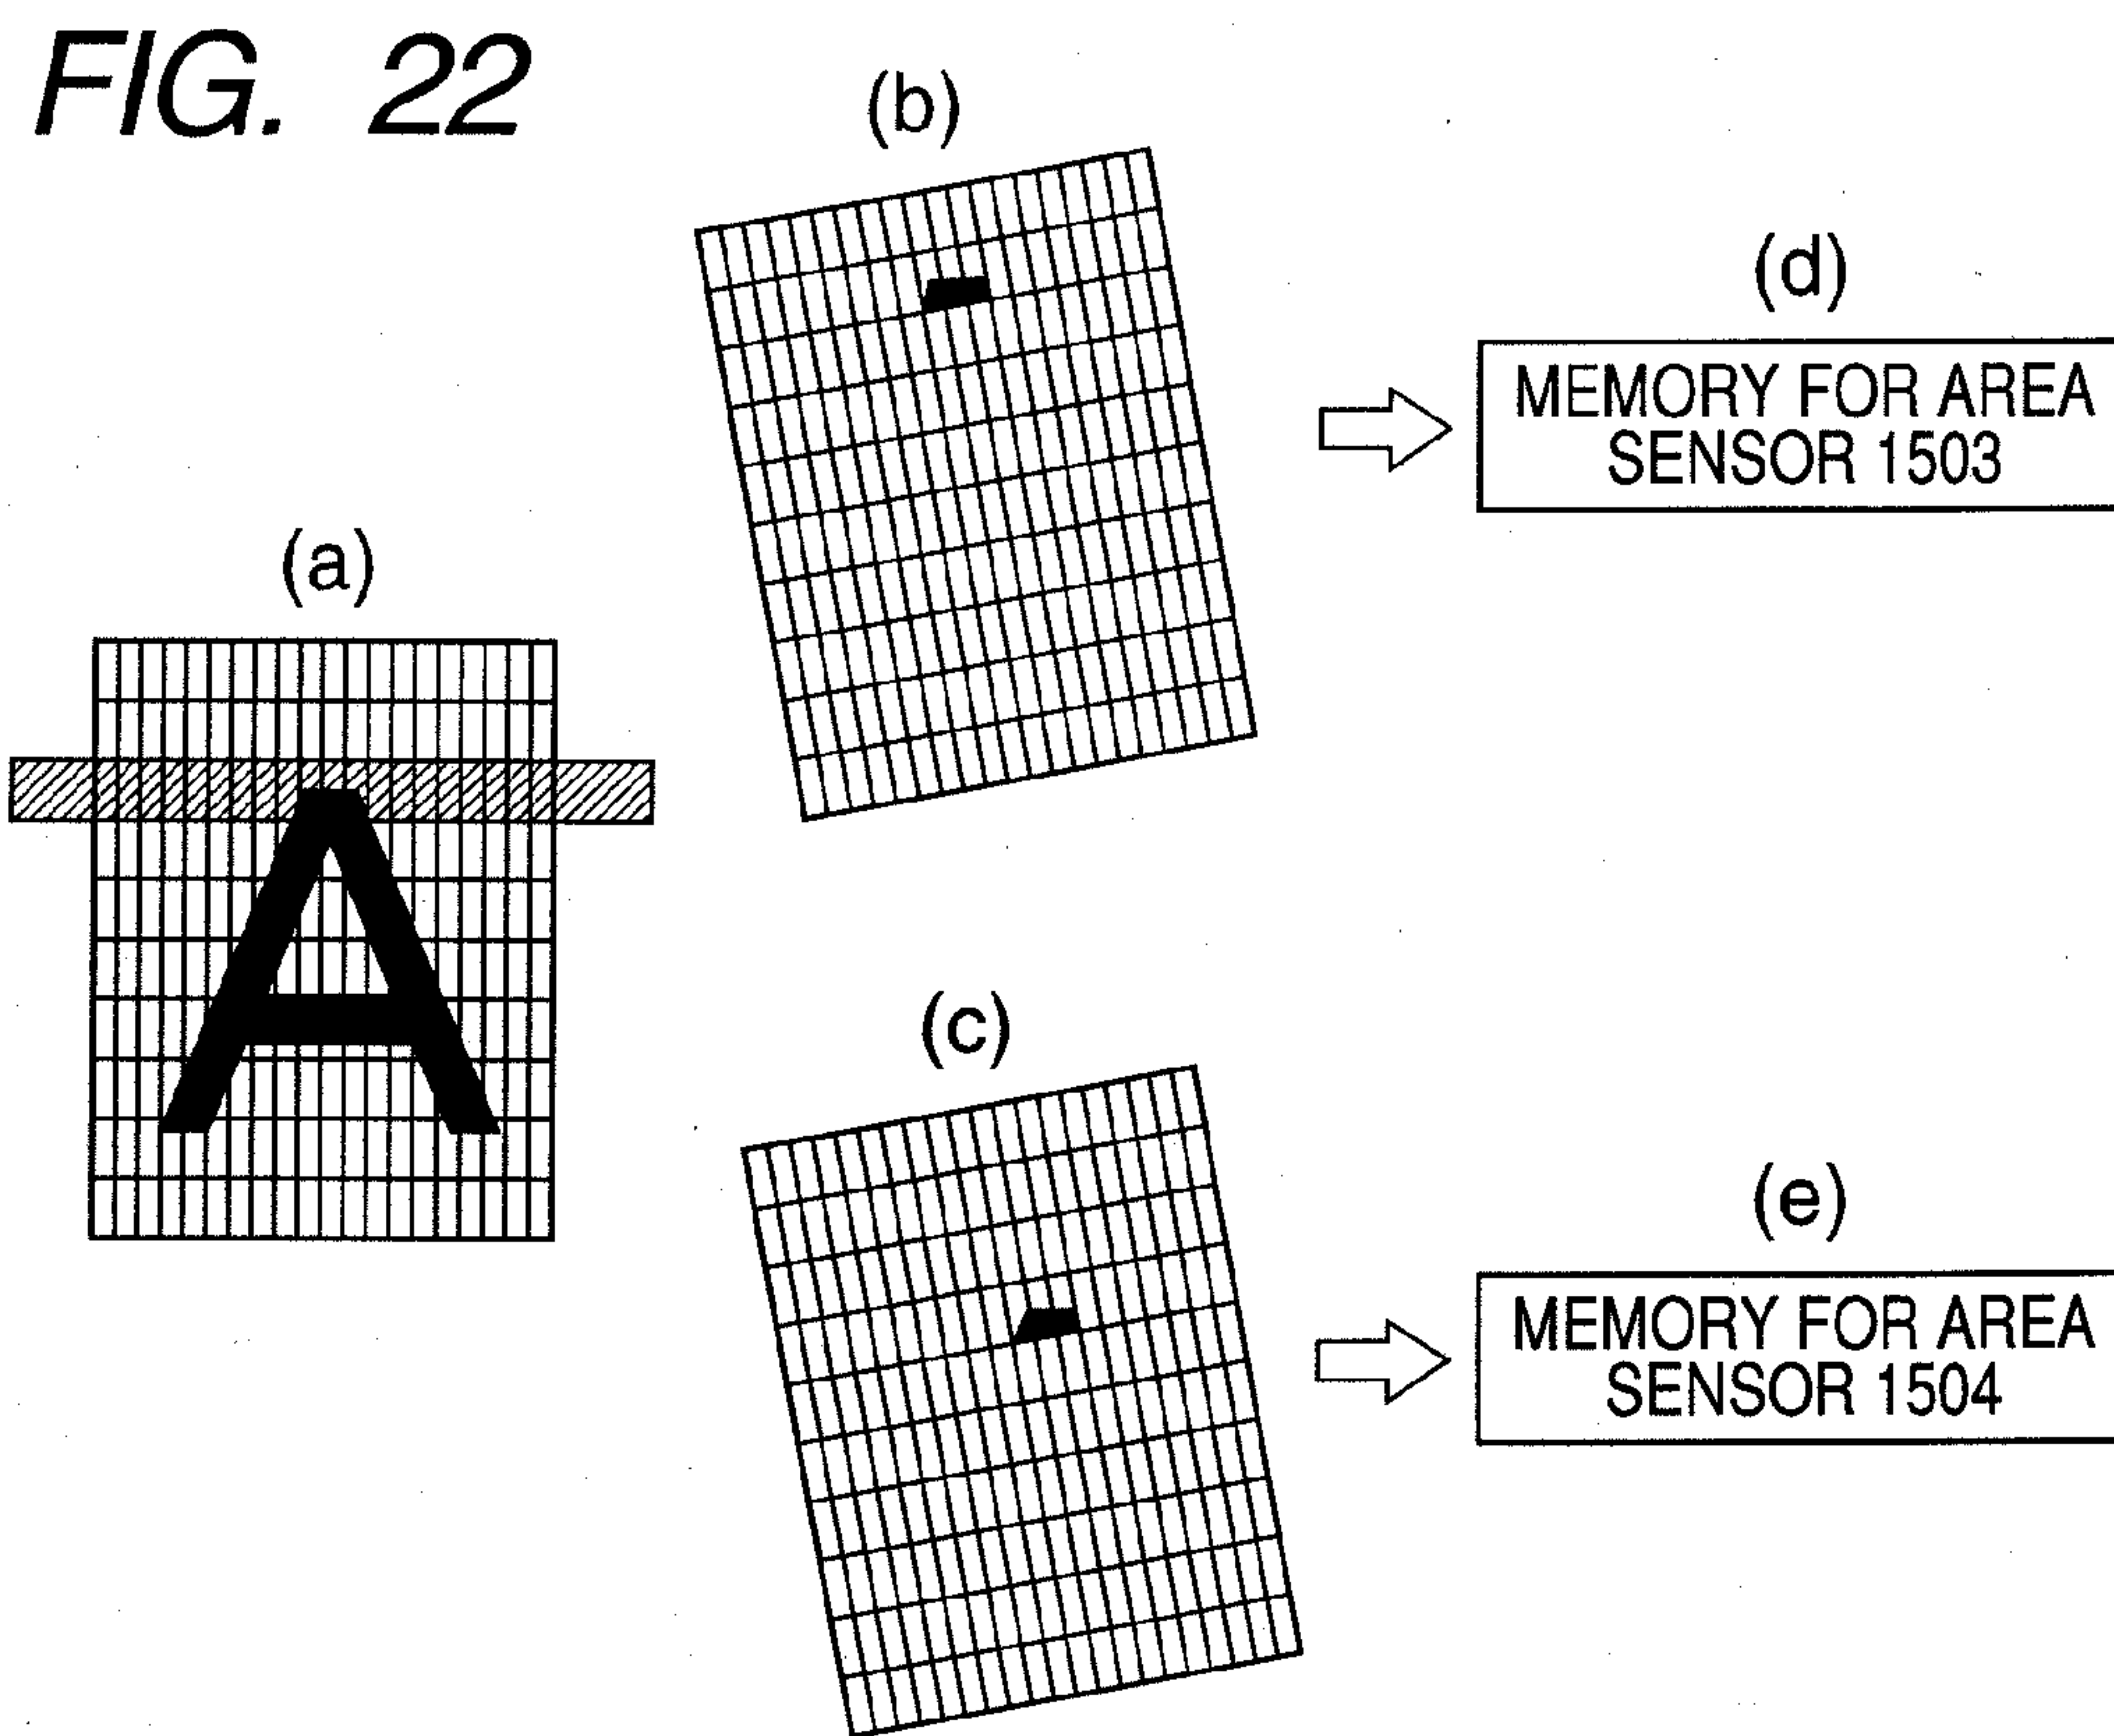 FIG. 22
(a)
A
(b)
(c)
(d)
MEMORY FOR AREA
SENSOR 1503
(e)
MEMORY FOR AREA
SENSOR 1504